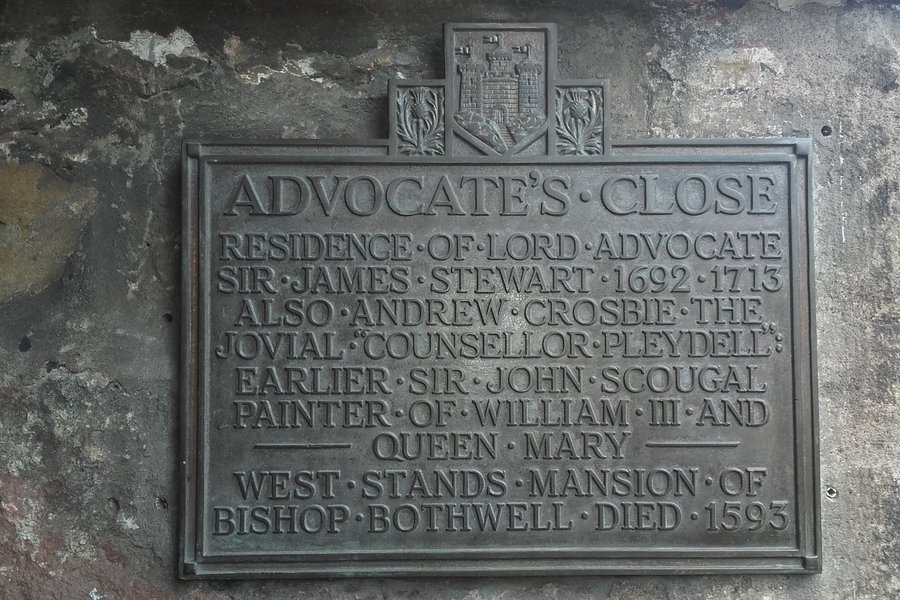 ADVOCATE'S·CLOSE
RESIDENCE·OF·LORD·ADVOCATE
SIR·JAMES·STEWART·1692·1713
ALSO·ANDREW·CROSBIE·THE
JOVIAL·"COUNSELLOR·PLEYDELL":
EARLIER·SIR·JOHN·SCOUGAL
PAINTER·OF·WILLIAM·III·AND
QUEEN·MARY
WEST·STANDS·MANSION·OF
BISHOP·BOTHWELL·DIED·1593